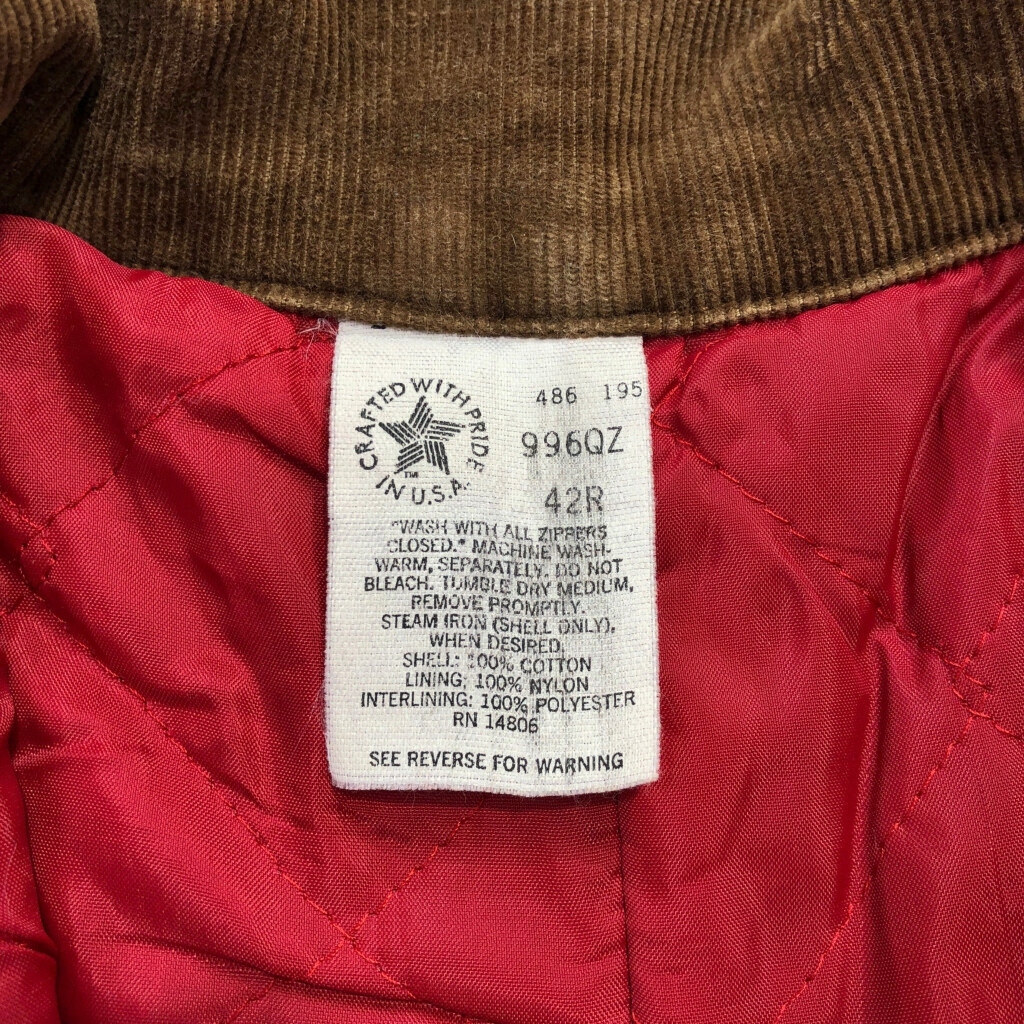 CRAFTED WITH PRIDE
IN U.S.A.
TM
486 195
996QZ
42R
"WASH WITH ALL ZIPPERS
CLOSED." MACHINE WASH-
WARM, SEPARATELY. DO NOT
BLEACH. TUMBLE DRY MEDIUM,
REMOVE PROMPTLY.
STEAM IRON (SHELL ONLY),
WHEN DESIRED.
SHELL: 100% COTTON
LINING: 100% NYLON
INTERLINING: 100% POLYESTER
RN 14806
SEE REVERSE FOR WARNING